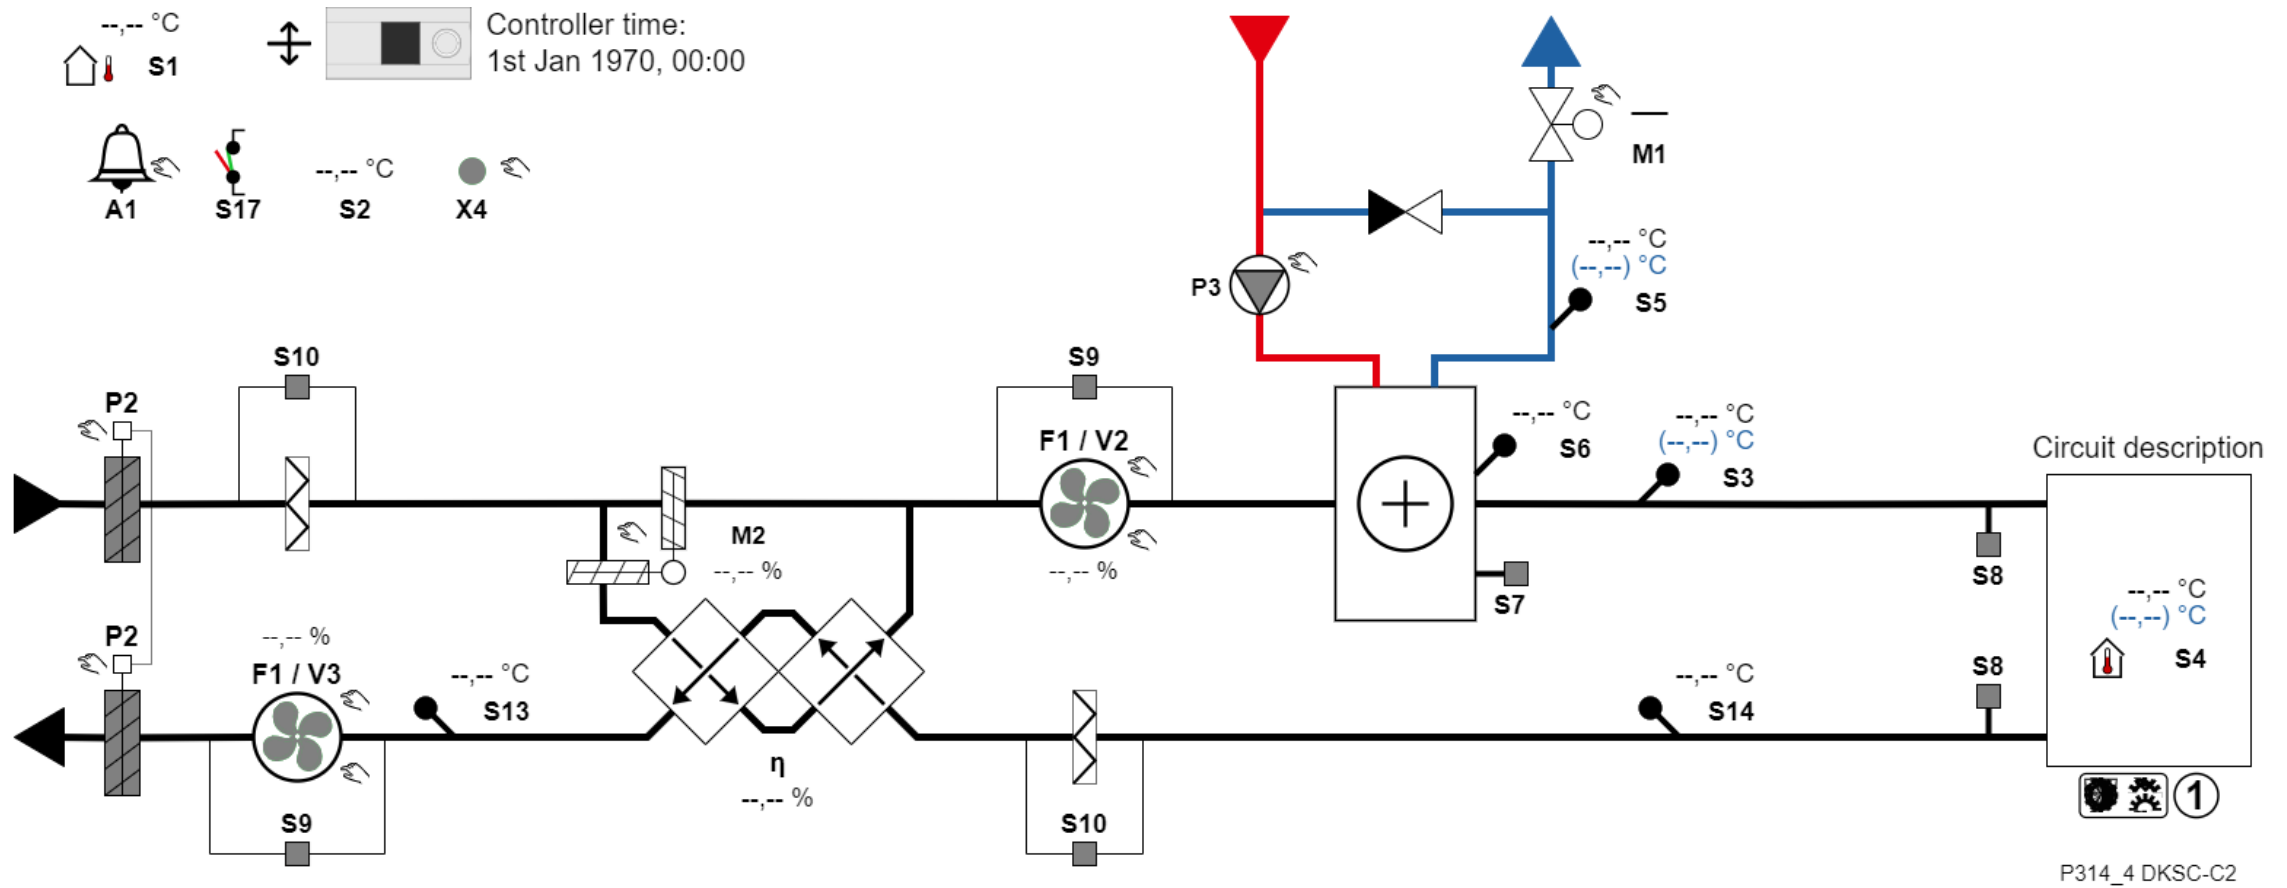 --,-- °C
S1
Controller time:
1st Jan 1970, 00:00
A1
S17
--,-- °C
S2
X4
M1
--,-- °C
(--,--) °C
S5
P3
S10
S9
P2
F1 / V2
--,-- %
M2
--,-- %
--,-- °C
S6
--,-- °C
(--,--) °C
S3
Circuit description
S7
S8
--,-- °C
(--,--) °C
S4
P2
--,-- %
F1 / V3
--,-- °C
S13
η
--,-- %
--,-- °C
S14
S8
S9
S10
1
P314_4 DKSC-C2